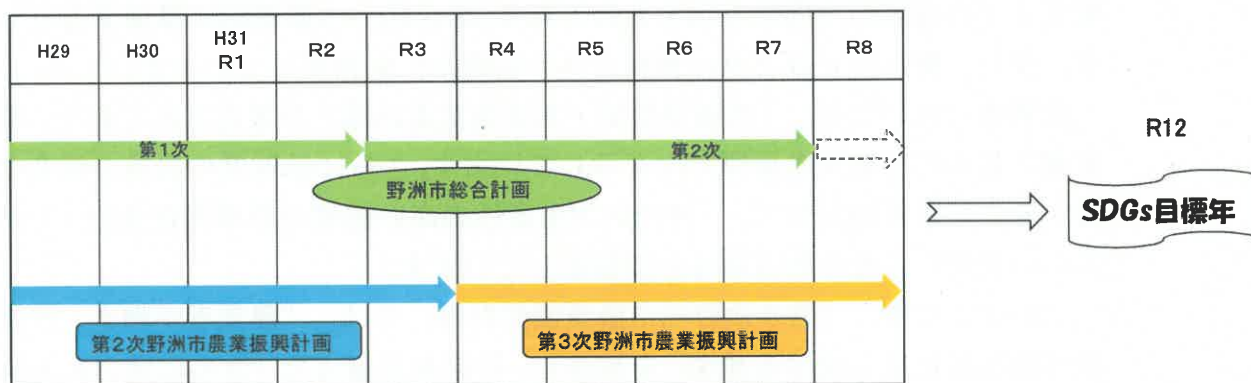 H29 H30 H31 R2 R3 R4 R5 R6 R7 R8
R1
R12
第1次 第2次
野洲市総合計画
SDGs目標年
第2次野洲市農業振興計画 第3次野洲市農業振興計画